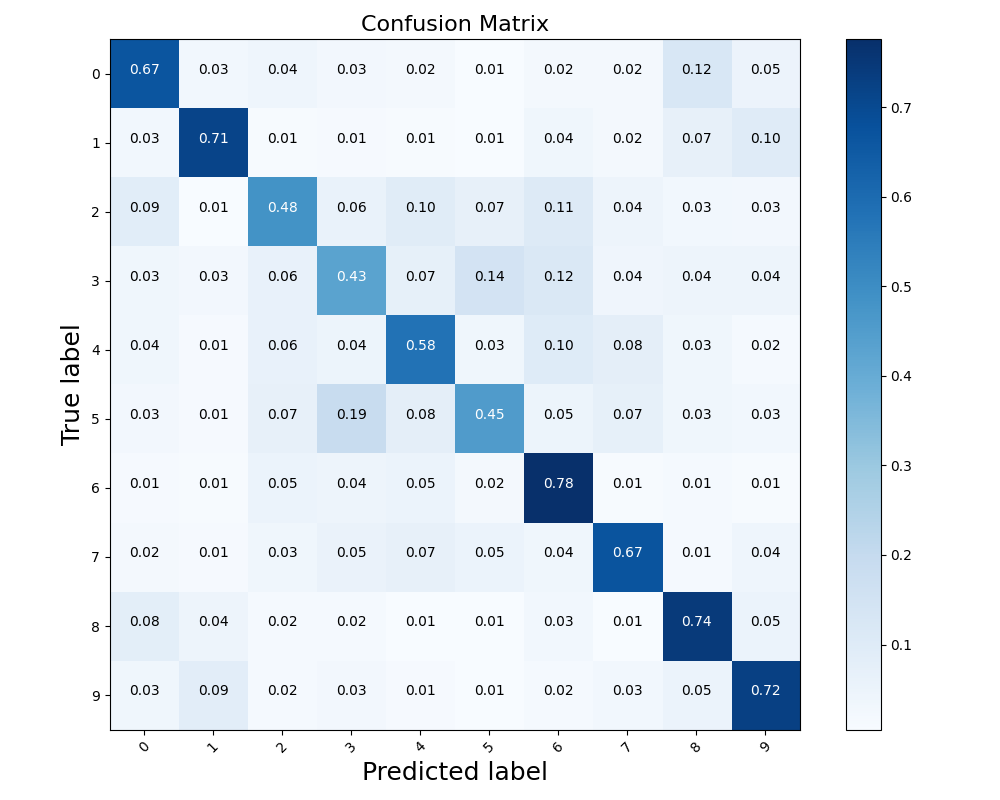 Confusion Matrix
0 0.67 0.03 0.04 0.03 0.02 0.01 0.02 0.02 0.12 0.05
1 0.03 0.71 0.01 0.01 0.01 0.01 0.04 0.02 0.07 0.10
2 0.09 0.01 0.48 0.06 0.10 0.07 0.11 0.04 0.03 0.03
3 0.03 0.03 0.06 0.43 0.07 0.14 0.12 0.04 0.04 0.04
4 0.04 0.01 0.06 0.04 0.58 0.03 0.10 0.08 0.03 0.02
5 0.03 0.01 0.07 0.19 0.08 0.45 0.05 0.07 0.03 0.03
6 0.01 0.01 0.05 0.04 0.05 0.02 0.78 0.01 0.01 0.01
7 0.02 0.01 0.03 0.05 0.07 0.05 0.04 0.67 0.01 0.04
8 0.08 0.04 0.02 0.02 0.01 0.01 0.03 0.01 0.74 0.05
9 0.03 0.09 0.02 0.03 0.01 0.01 0.02 0.03 0.05 0.72
0 1 2 3 4 5 6 7 8 9
Predicted label
True label
0.7
0.6
0.5
0.4
0.3
0.2
0.1